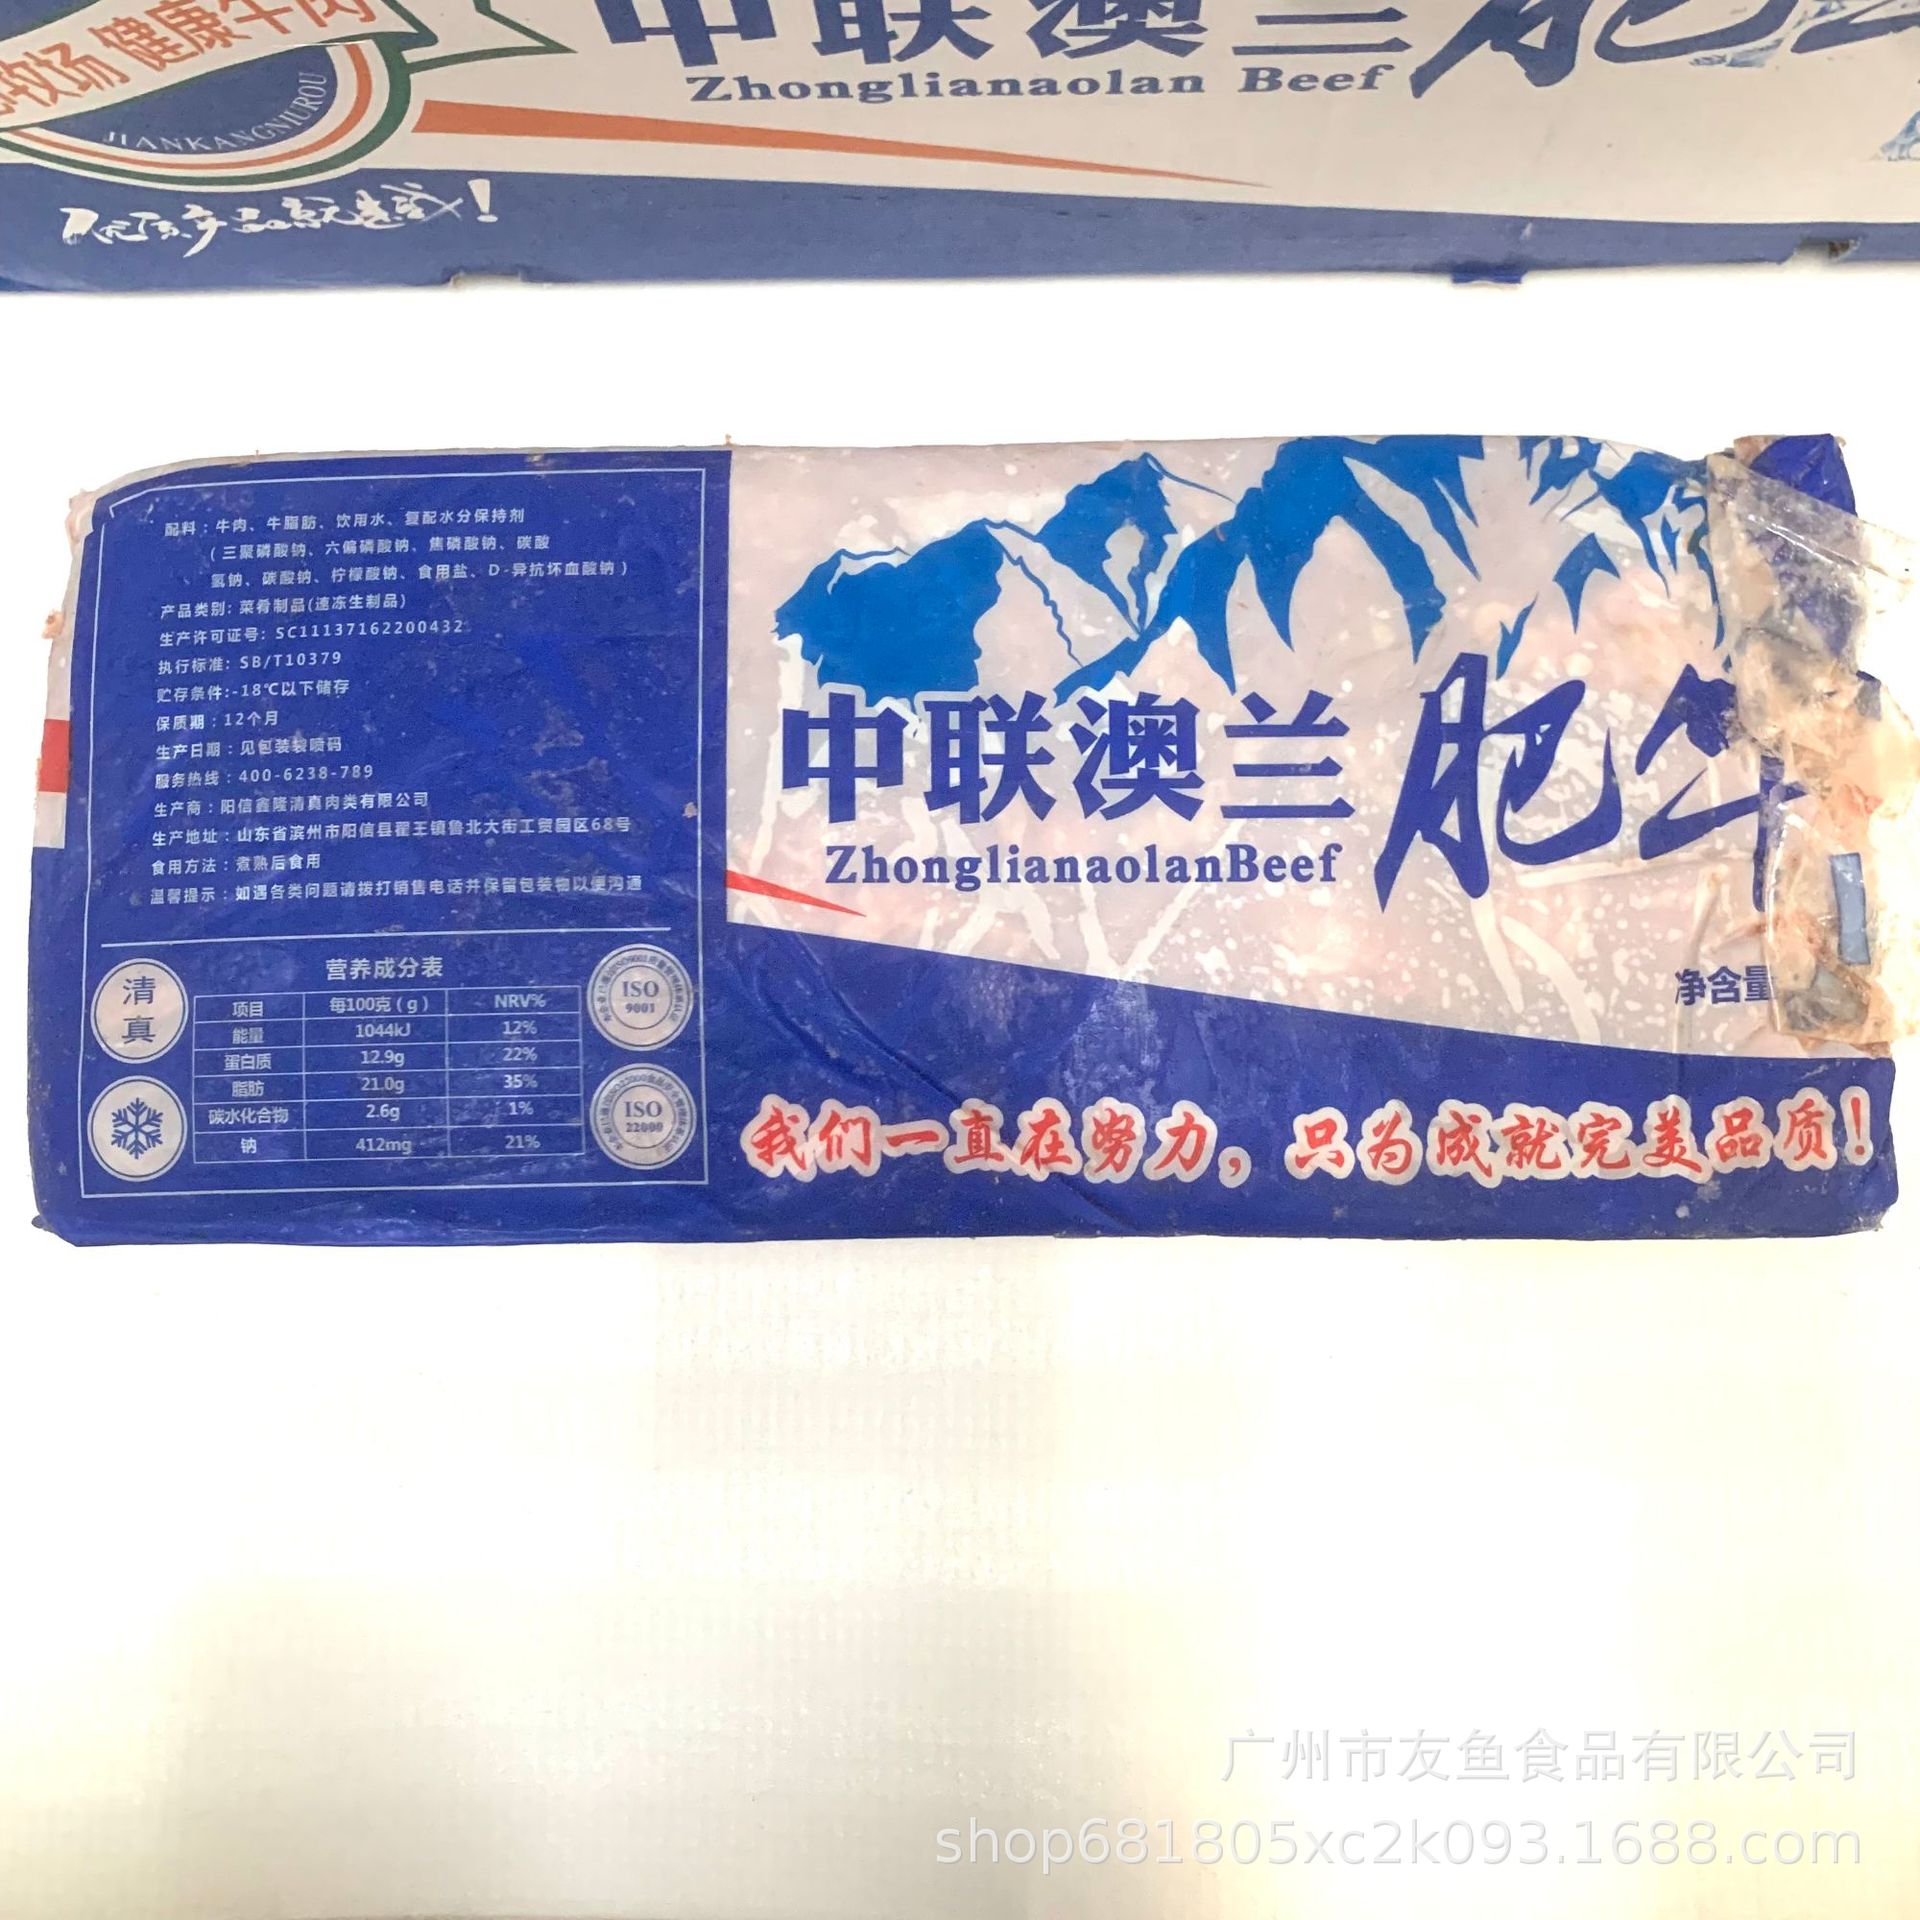 牧场 健康牛肉
JIANKANGNIUROU
中联澳兰肥牛
Zhonglianaolan Beef
配料：牛肉、牛脂肪、饮用水、复配水分保持剂
（三聚磷酸钠、六偏磷酸钠、焦磷酸钠、碳酸
氢钠、碳酸钠、柠檬酸钠、食用盐、D-异抗坏血酸钠）
产品类别：菜肴制品(速冻生制品)
生产许可证号：SC11137162200432
执行标准：SB/T10379
贮存条件:-18℃以下储存
保质期：12个月
生产日期：见包装袋喷码
服务热线：400-6238-789
生产商：阳信鑫隆清真肉类有限公司
生产地址：山东省滨州市阳信县翟王镇鲁北大街工贸园区68号
食用方法：煮熟后食用
温馨提示：如遇各类问题请拨打销售电话并保留包装物以便沟通
营养成分表
项目 每100克（g） NRV%
能量 1044kJ 12%
蛋白质 12.9g 22%
脂肪 21.0g 35%
碳水化合物 2.6g 1%
钠 412mg 21%
清真
ISO
9001
ISO
22000
中联澳兰肥牛
ZhonglianaolanBeef
净含量
我们一直在努力，只为成就完美品质！
广州市友鱼食品有限公司
shop681805xc2k093.1688.com